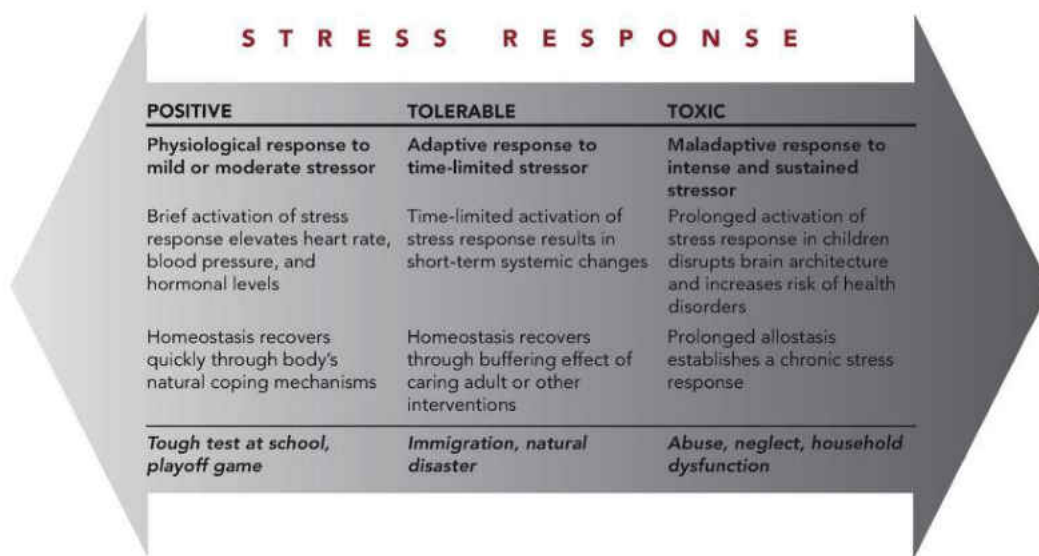 STRESS RESPONSE
POSITIVE
Physiological response to
mild or moderate stressor
Brief activation of stress
response elevates heart rate,
blood pressure, and
hormonal levels
Homeostasis recovers
quickly through body's
natural coping mechanisms
Tough test at school,
playoff game
TOLERABLE
Adaptive response to
time-limited stressor
Time-limited activation of
stress response results in
short-term systemic changes
Homeostasis recovers
through buffering effect of
caring adult or other
interventions
Immigration, natural
disaster
TOXIC
Maladaptive response to
intense and sustained
stressor
Prolonged activation of
stress response in children
disrupts brain architecture
and increases risk of health
disorders
Prolonged allostasis
establishes a chronic stress
response
Abuse, neglect, household
dysfunction